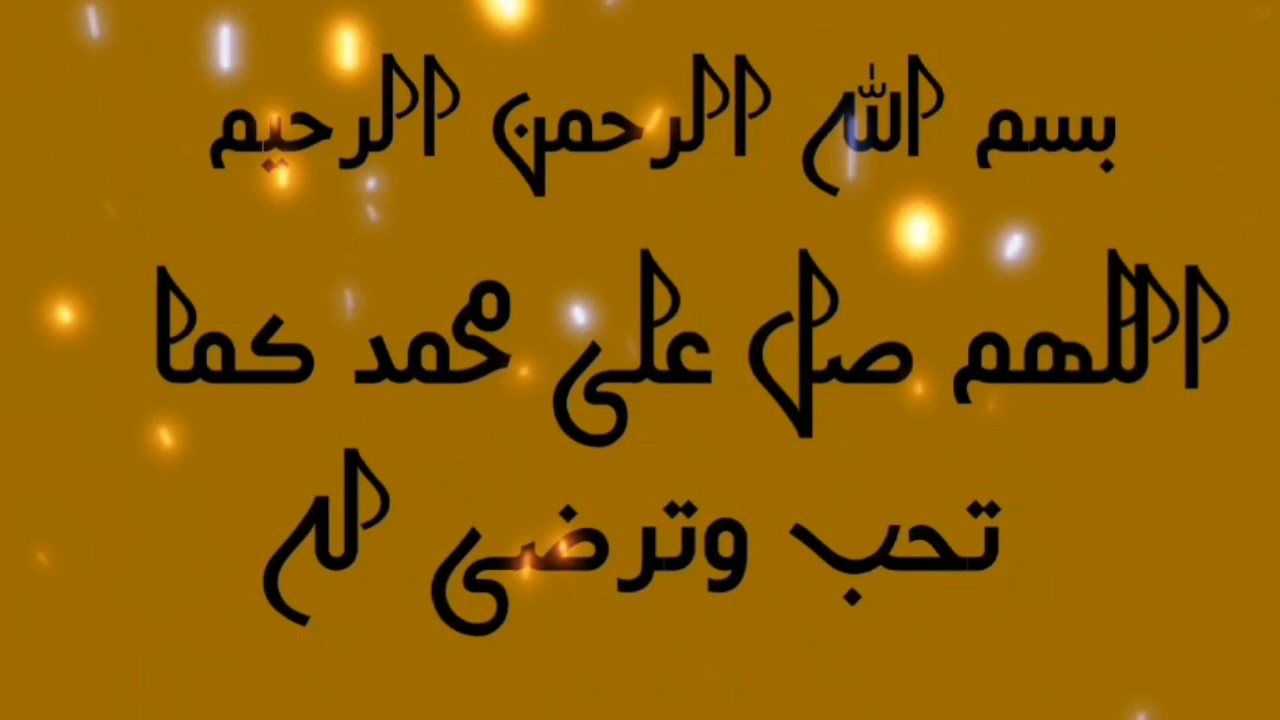 بسم الله الرحمن الرحيم
اللهم صل على محمد كما
تحب وترضى له